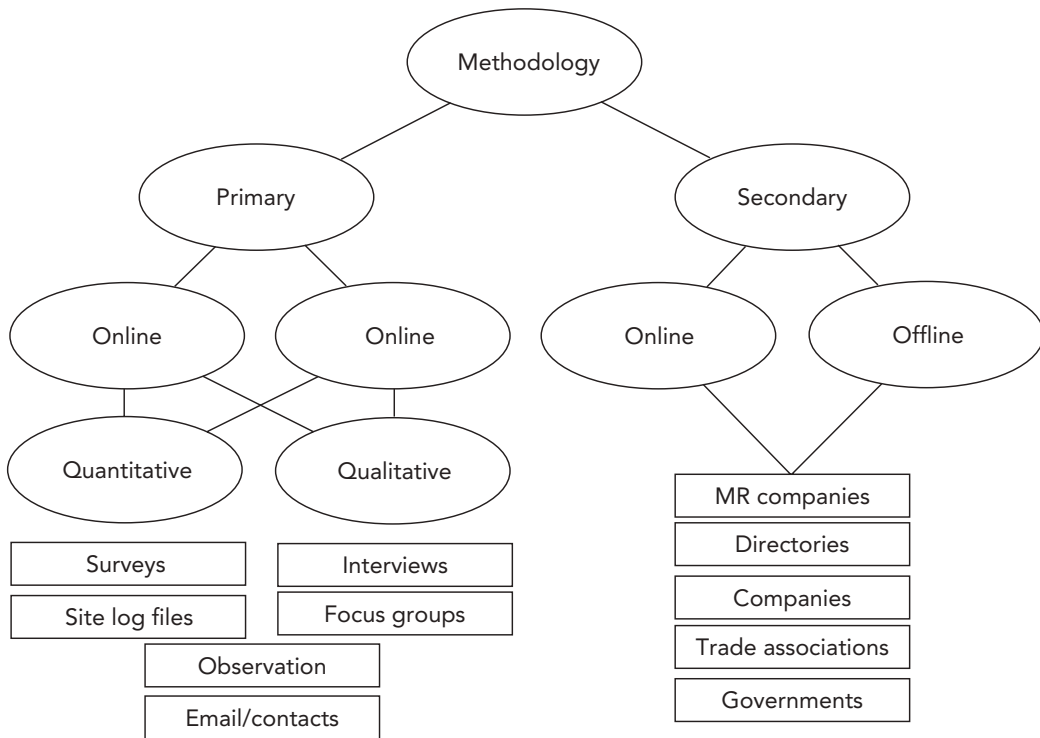 Methodology
Primary
Secondary
Online
Online
Online
Offline
Quantitative
Qualitative
MR companies
Directories
Surveys
Interviews
Companies
Site log files
Focus groups
Trade associations
Observation
Governments
Email/contacts